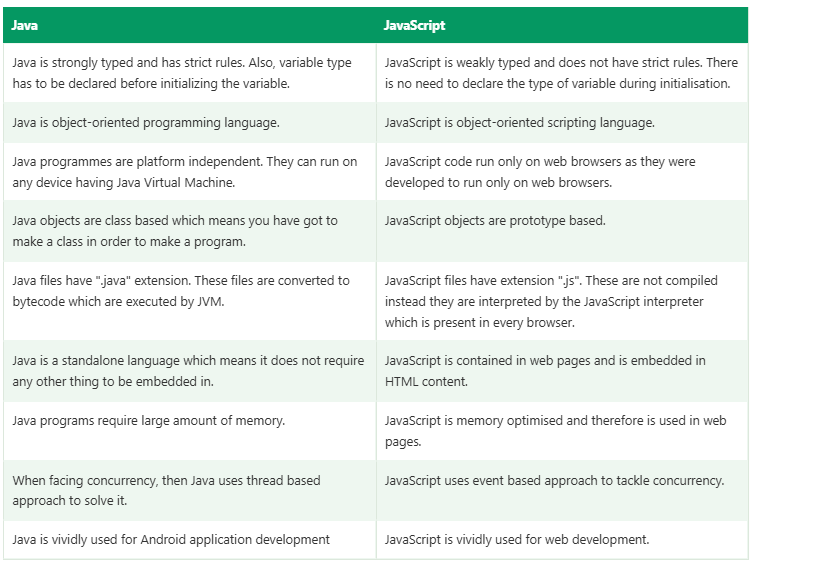 Java
JavaScript
Java is strongly typed and has strict rules. Also, variable type
has to be declared before initializing the variable.
JavaScript is weakly typed and does not have strict rules. There
is no need to declare the type of variable during initialisation.
Java is object-oriented programming language.
JavaScript is object-oriented scripting language.
Java programmes are platform independent. They can run on
any device having Java Virtual Machine.
JavaScript code run only on web browsers as they were
developed to run only on web browsers.
Java objects are class based which means you have got to
make a class in order to make a program.
JavaScript objects are prototype based.
Java files have ".java" extension. These files are converted to
bytecode which are executed by JVM.
JavaScript files have extension ".js". These are not compiled
instead they are interpreted by the JavaScript interpreter
which is present in every browser.
Java is a standalone language which means it does not require
any other thing to be embedded in.
JavaScript is contained in web pages and is embedded in
HTML content.
Java programs require large amount of memory.
JavaScript is memory optimised and therefore is used in web
pages.
When facing concurrency, then Java uses thread based
approach to solve it.
JavaScript uses event based approach to tackle concurrency.
Java is vividly used for Android application development
JavaScript is vividly used for web development.